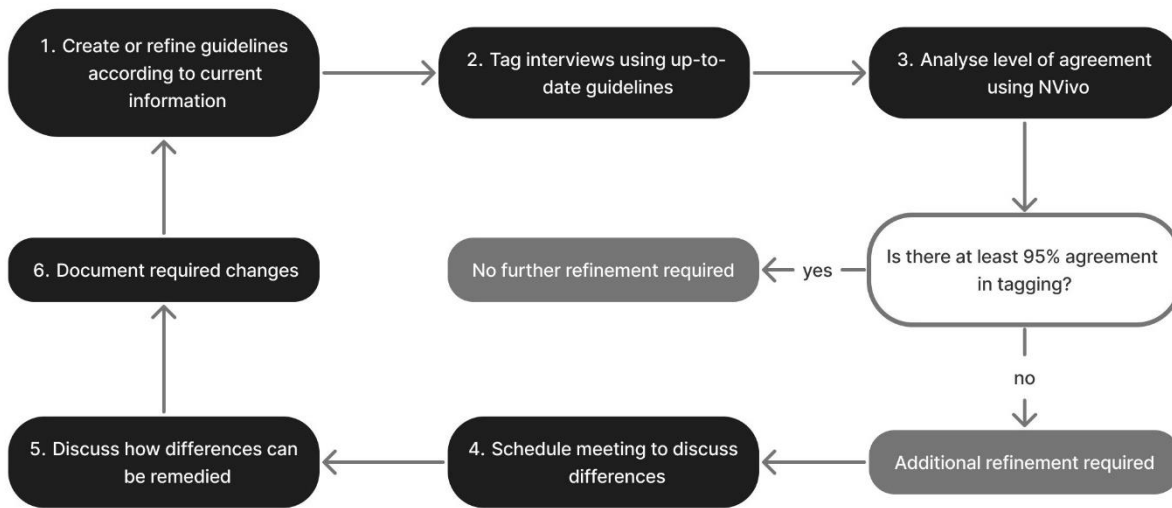 1. Create or refine guidelines
according to current
information
2. Tag interviews using up-to-
date guidelines
3. Analyse level of agreement
using NVivo
Is there at least 95% agreement
in tagging?
yes
No further refinement required
no
Additional refinement required
4. Schedule meeting to discuss
differences
5. Discuss how differences can
be remedied
6. Document required changes